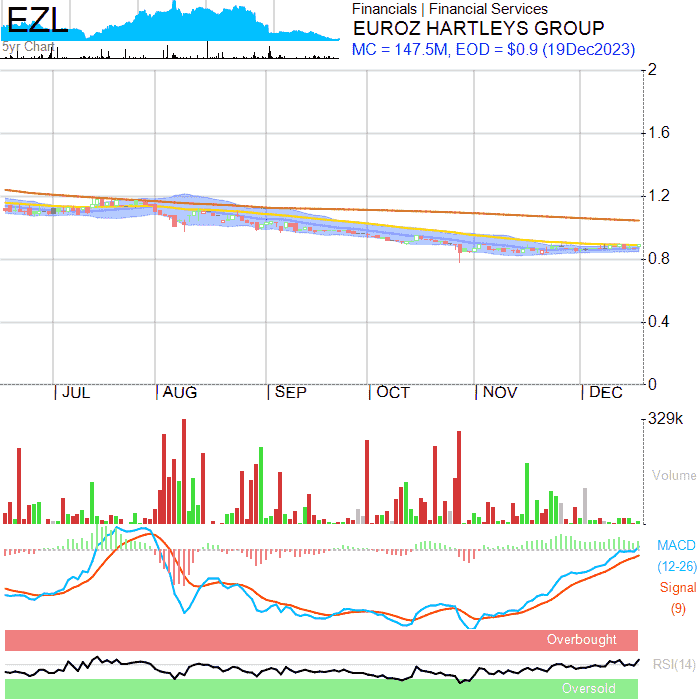 EZL
5yr Chart
Financials | Financial Services
EUROZ HARTLEYS GROUP
MC = 147.5M, EOD = $0.9 (19Dec2023)
2
1.6
1.2
0.8
0.4
0
JUL AUG SEP OCT NOV DEC
329k
Volume
MACD
(12-26)
Signal
(9)
Overbought
RSI(14)
Oversold